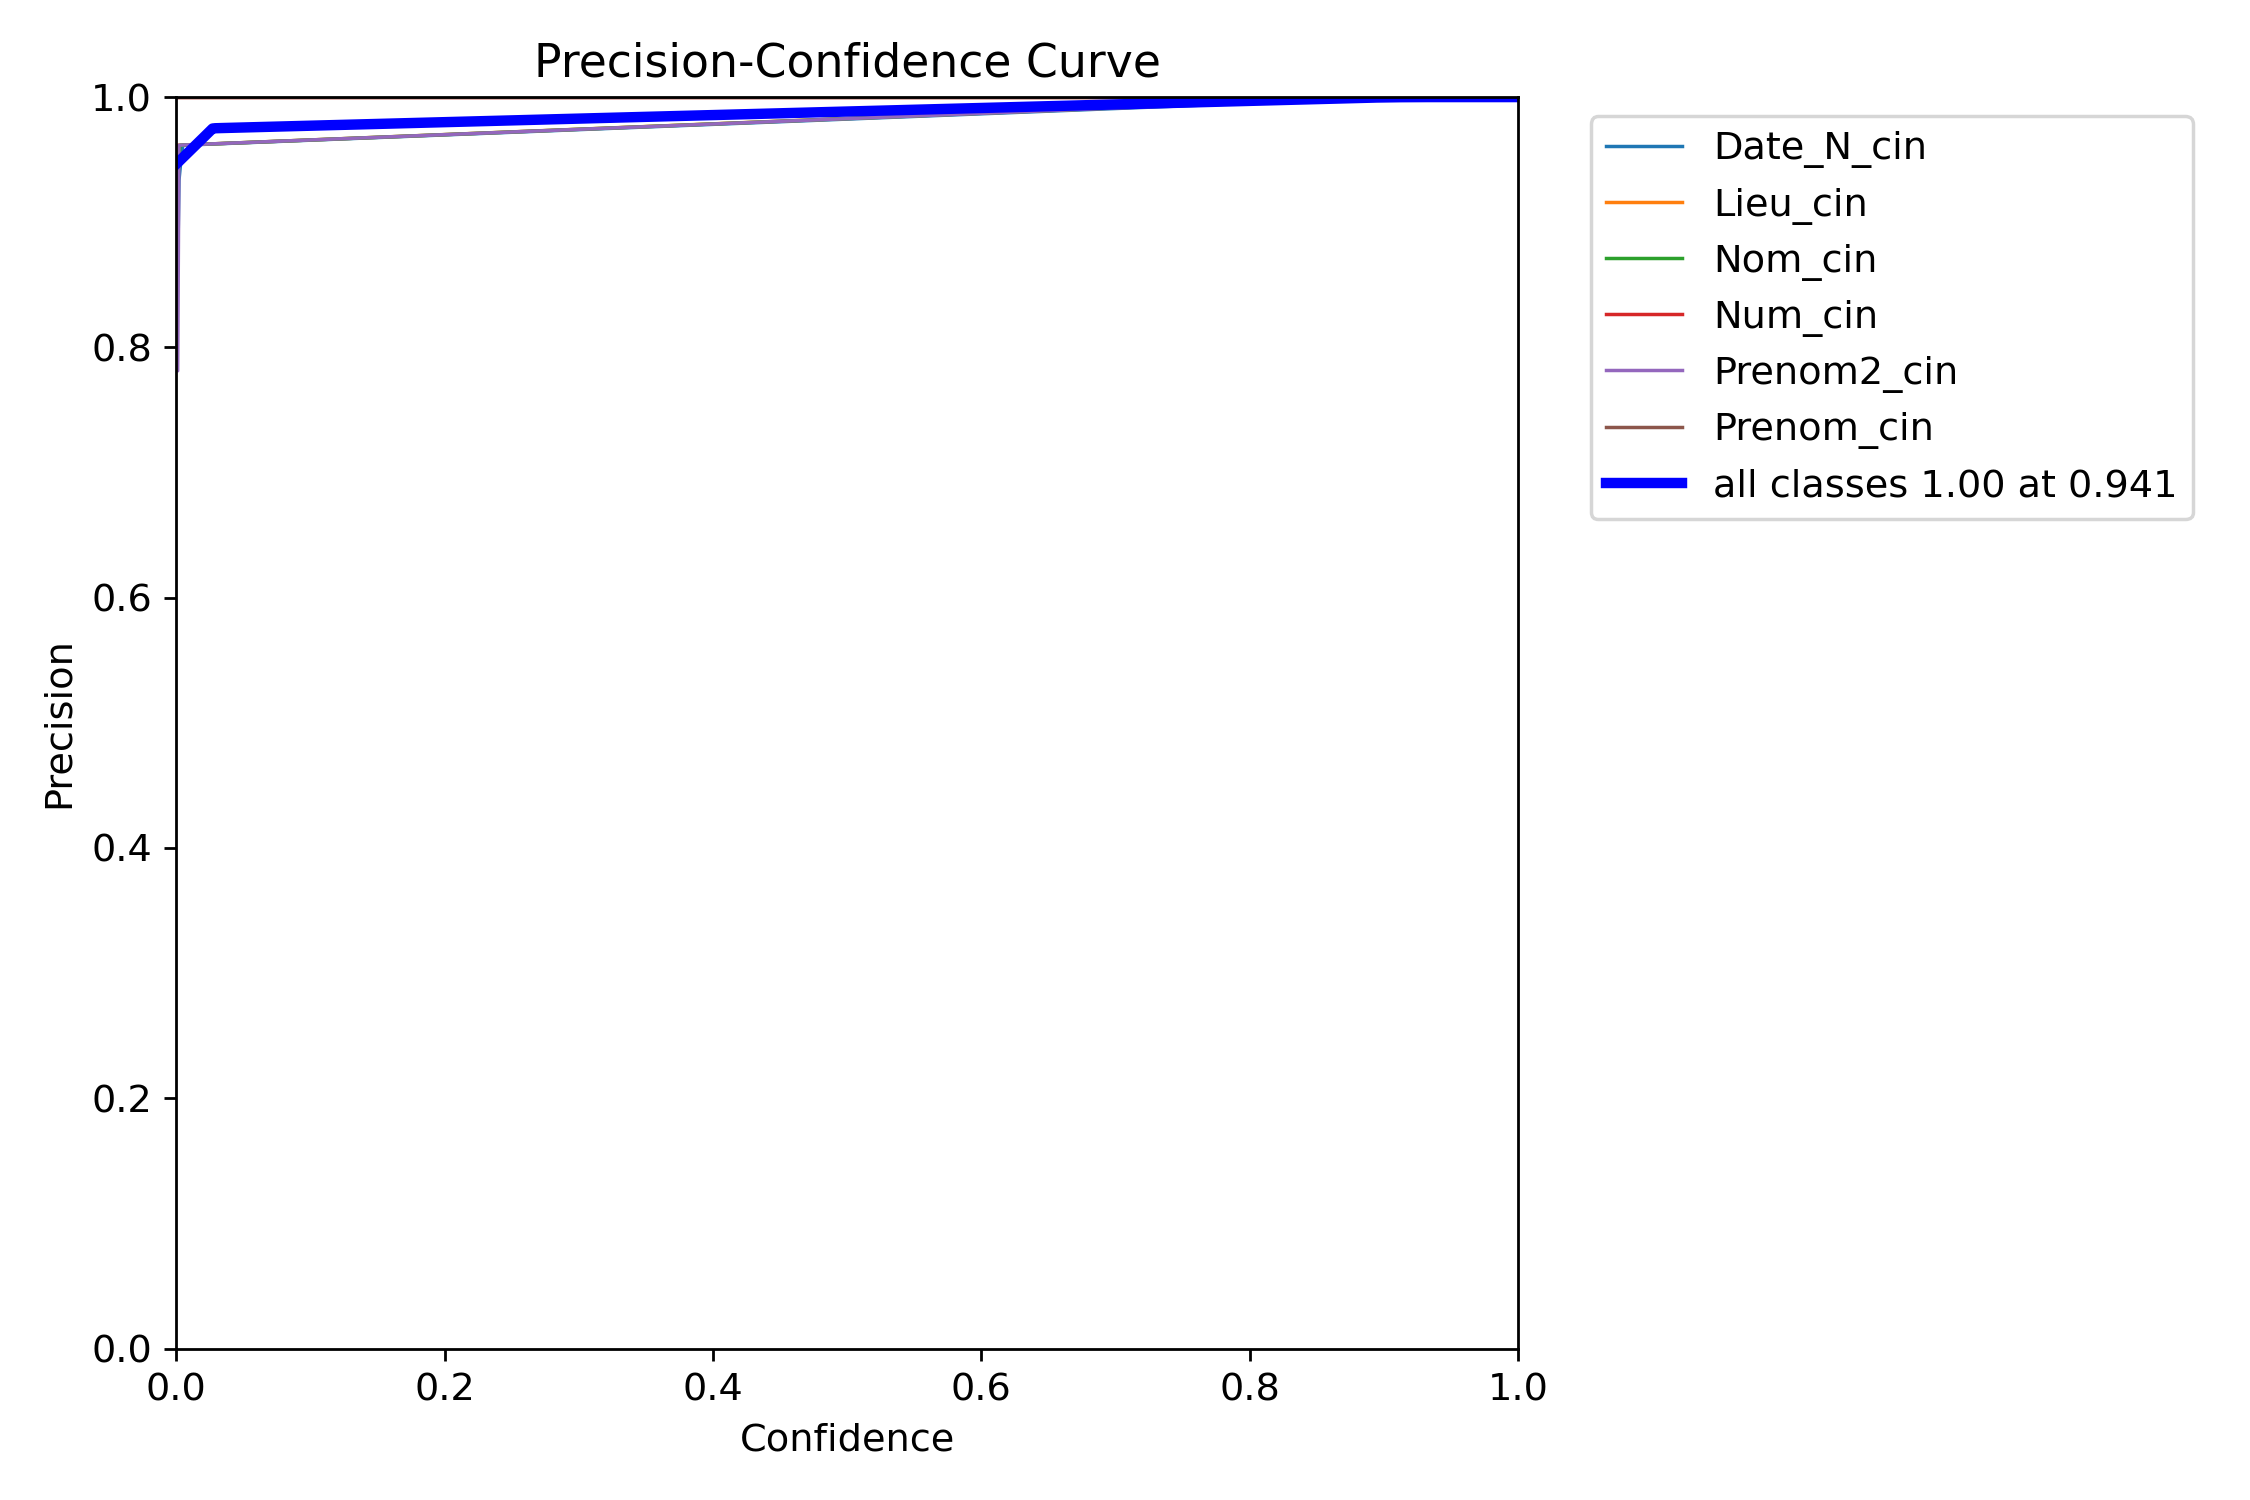 Precision-Confidence Curve
1.0
0.8
0.6
0.4
0.2
0.0
Precision
0.0 0.2 0.4 0.6 0.8 1.0
Confidence
Date_N_cin
Lieu_cin
Nom_cin
Num_cin
Prenom2_cin
Prenom_cin
all classes 1.00 at 0.941